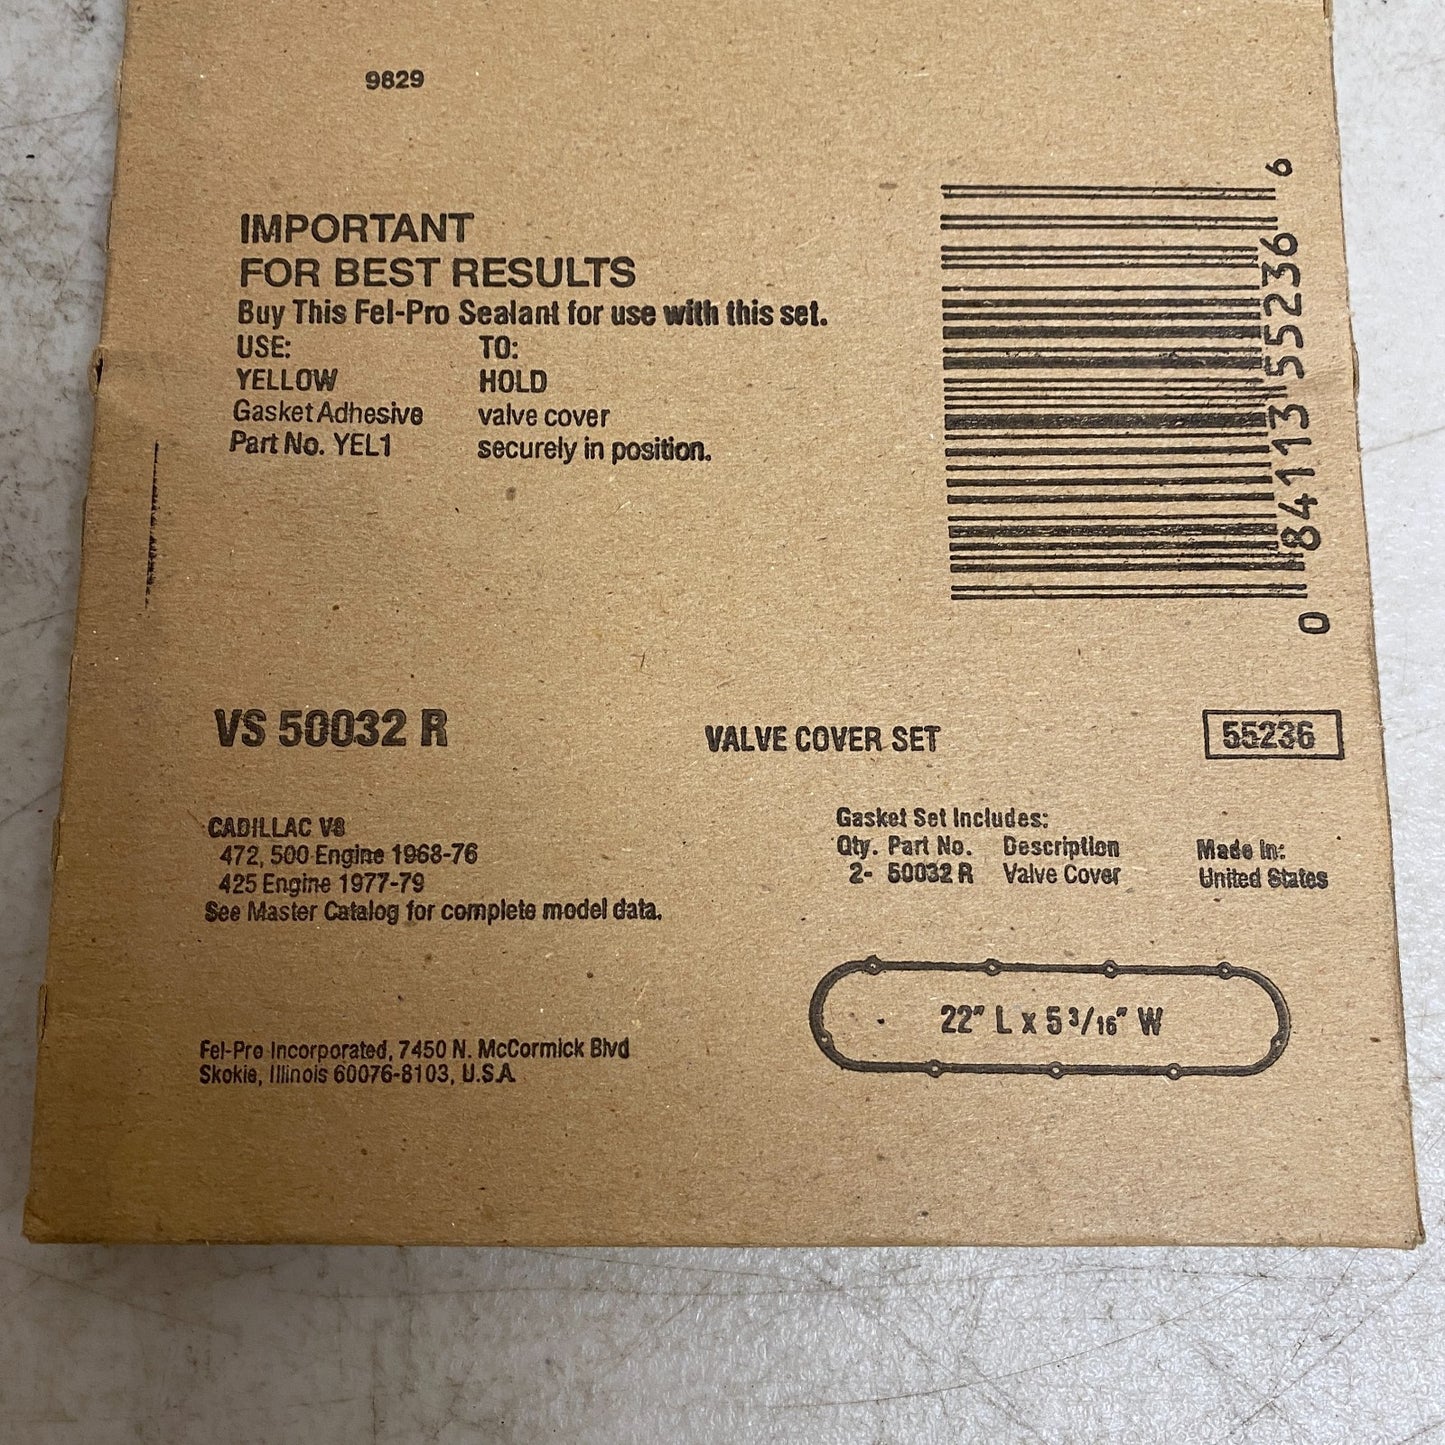 9829
IMPORTANT
FOR BEST RESULTS
Buy This Fel-Pro Sealant for use with this set.
USE: TO:
YELLOW HOLD
Gasket Adhesive valve cover
Part No. YEL1 securely in position.
0 84113 55236 6
VS 50032 R VALVE COVER SET 55236
CADILLAC V8
472, 500 Engine 1968-76
425 Engine 1977-79
See Master Catalog for complete model data.
Gasket Set Includes:
Qty. Part No. Description
2- 50032 R Valve Cover
Made In:
United States
22" L x 5 3/16" W
Fel-Pro Incorporated, 7450 N. McCormick Blvd
Skokie, Illinois 60076-8103, U.S.A.